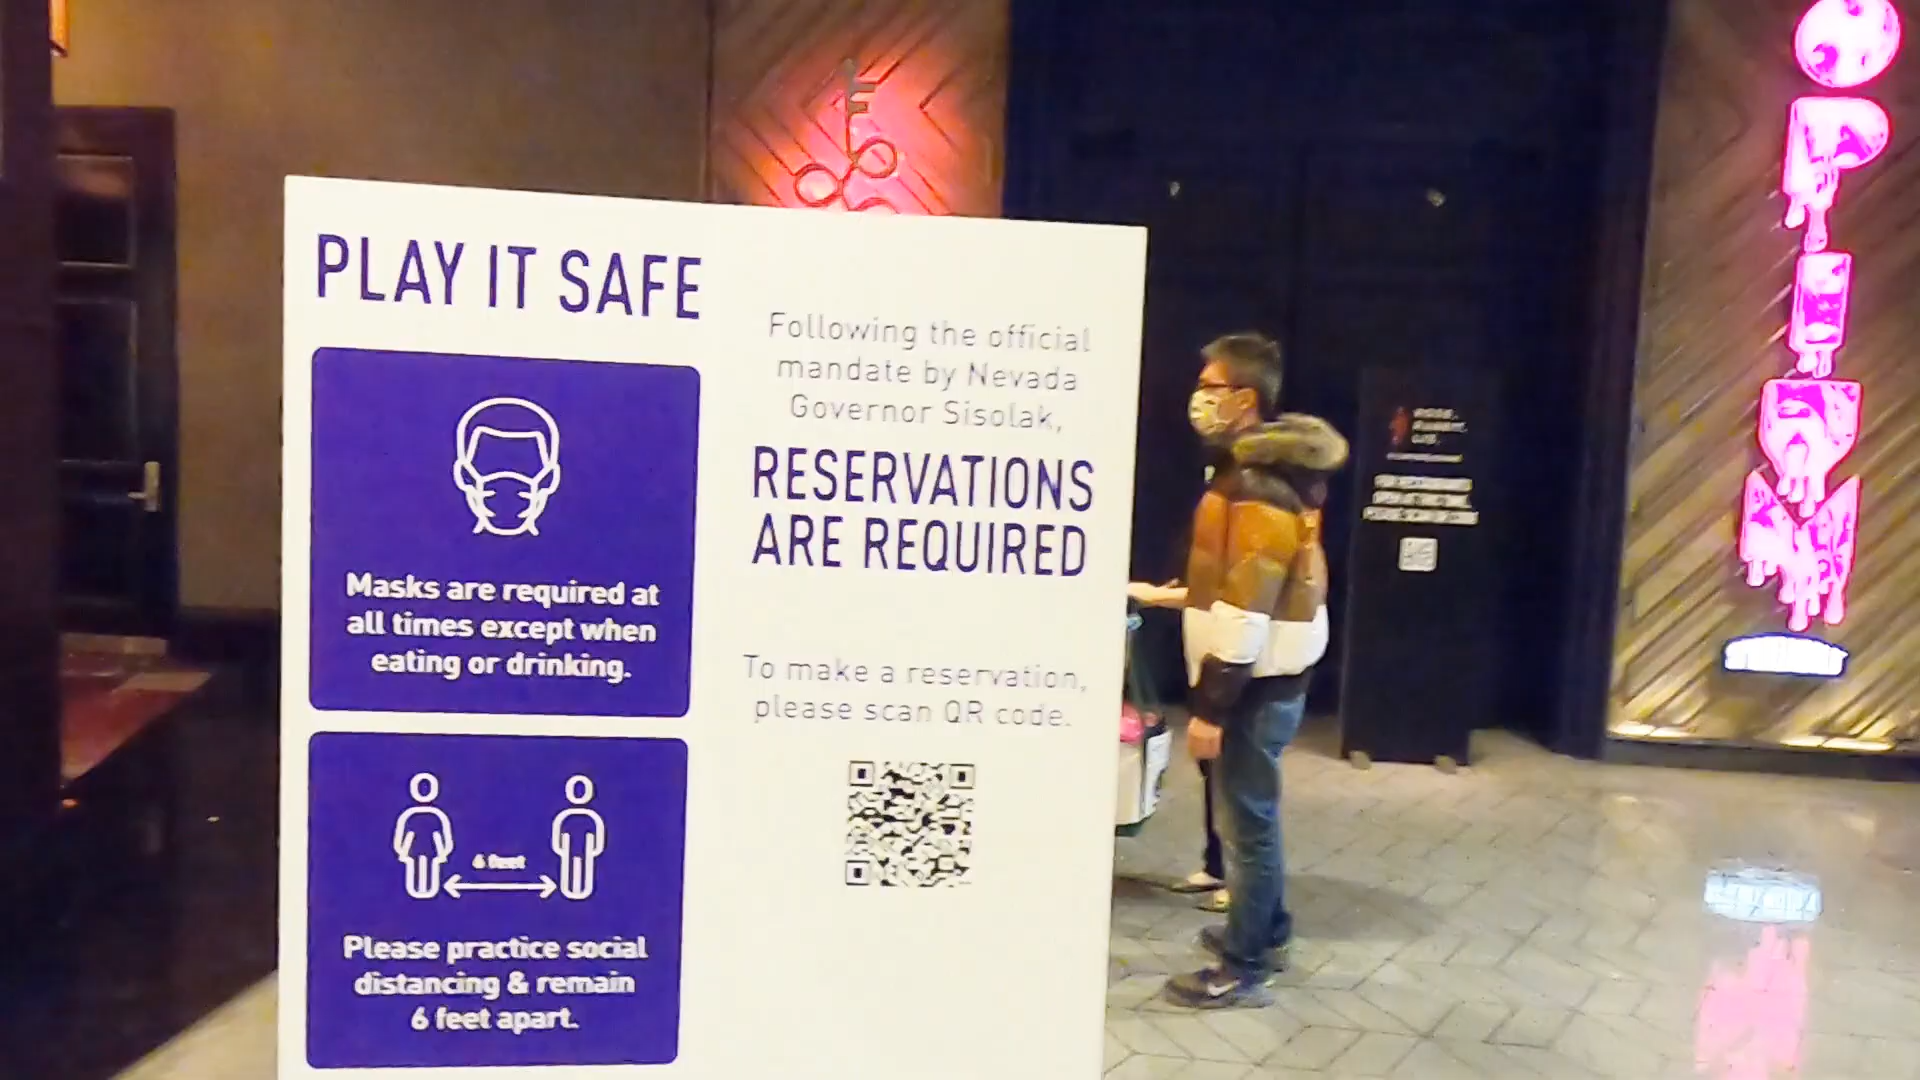 PLAY IT SAFE
Masks are required at
all times except when
eating or drinking.
6 feet
Please practice social
distancing & remain
6 feet apart.
Following the official
mandate by Nevada
Governor Sisolak,
RESERVATIONS
ARE REQUIRED
To make a reservation,
please scan QR code.